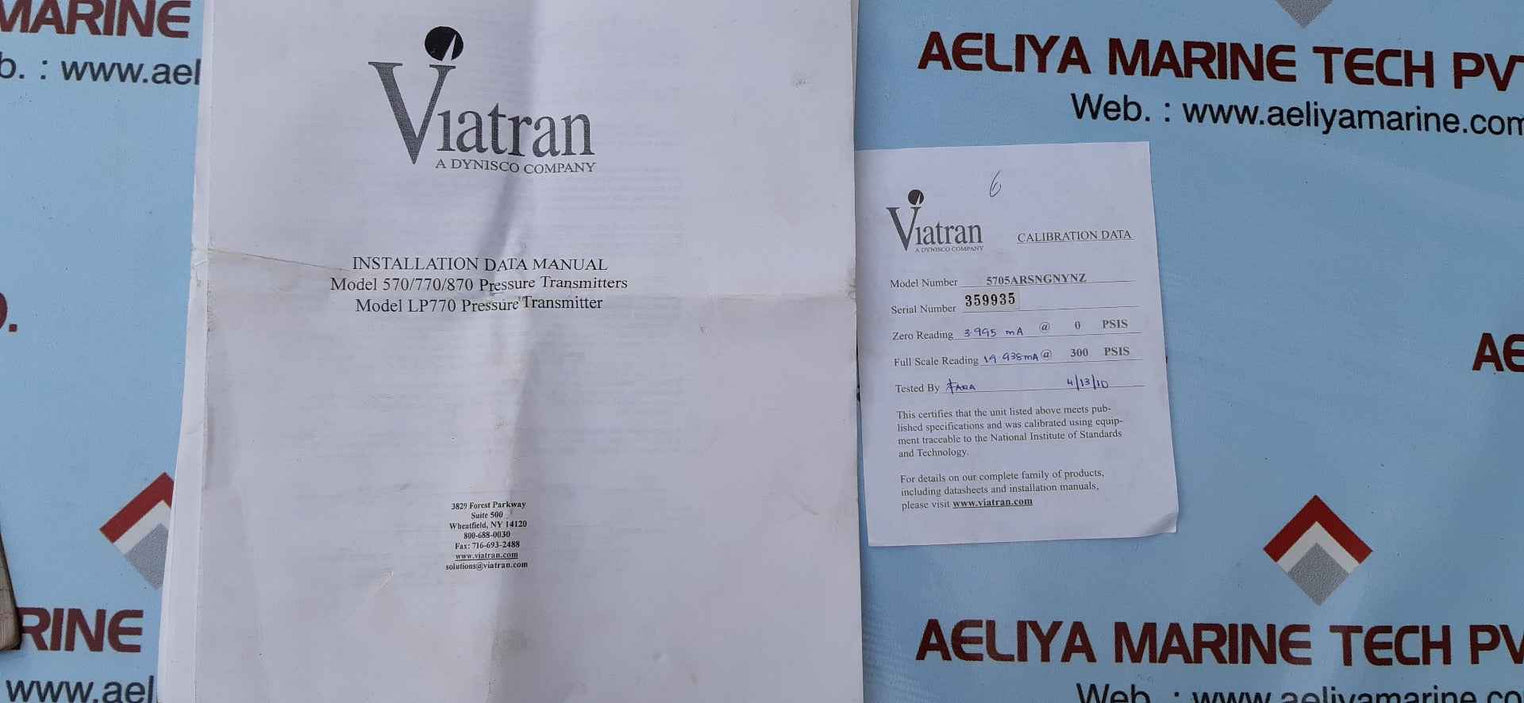 MARINE
b. : www.ael
Viatran
A DYNISCO COMPANY
INSTALLATION DATA MANUAL
Model 570/770/870 Pressure Transmitters
Model LP770 Pressure Transmitter
3829 Forest Parkway
Suite 500
Wheatfield, NY 14120
800-688-0030
Fax: 716-693-2488
www.viatran.com
solutions@viatran.com
RINE
www.ael
AELIYA MARINE TECH PVT
Web. : www.aeliyamarine.com
6
Viatran
A DYNISCO COMPANY
CALIBRATION DATA
Model Number 5705ARSNGNYNZ
Serial Number 359935
Zero Reading 3.995 mA @ 0 PSIS
Full Scale Reading 19.938mA @ 300 PSIS
Tested By 4/13/10
This certifies that the unit listed above meets pub-
lished specifications and was calibrated using equip-
ment traceable to the National Institute of Standards
and Technology.
For details on our complete family of products,
including datasheets and installation manuals,
please visit www.viatran.com
AE
AELIYA MARINE TECH PV
Web. : www.aeliyamarine.co